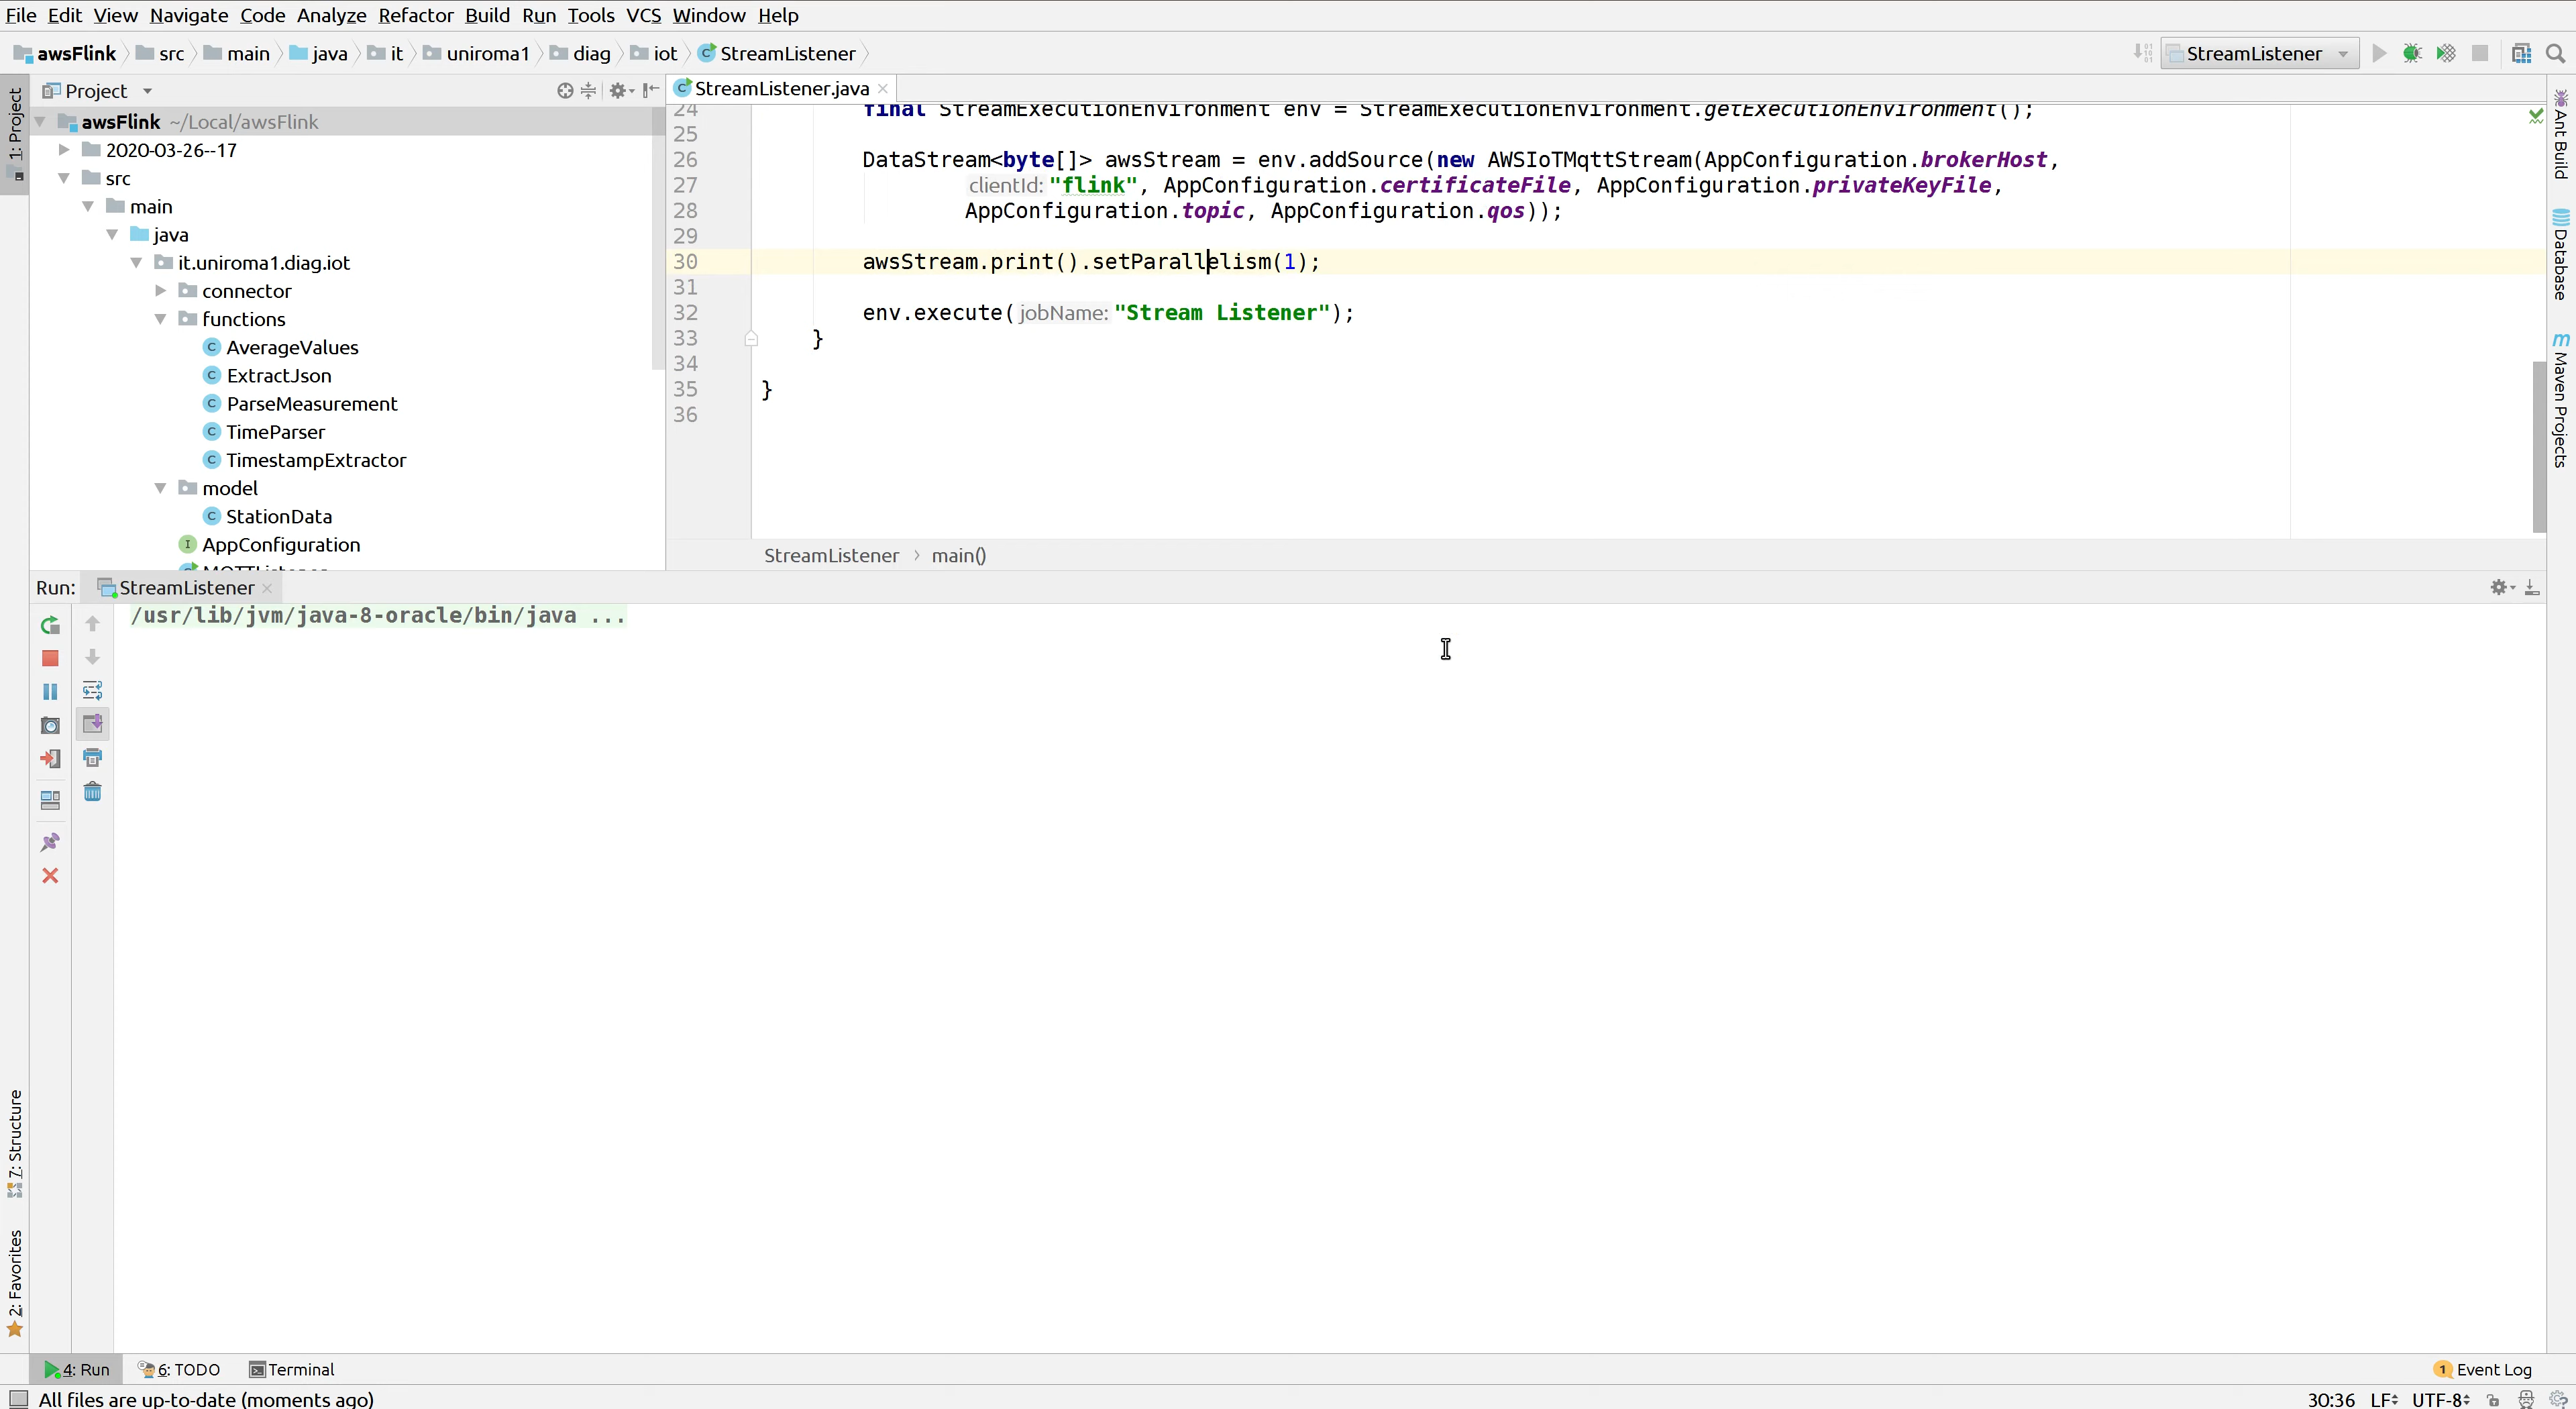 File Edit View Navigate Code Analyze Refactor Build Run Tools VCS Window Help
awsFlink src main java it uniroma1 diag iot StreamListener
StreamListener
Project
StreamListener.java
1: Project
awsFlink ~/Local/awsFlink
2020-03-26--17
src
main
java
it.uniroma1.diag.iot
connector
functions
AverageValues
ExtractJson
ParseMeasurement
TimeParser
TimestampExtractor
model
StationData
AppConfiguration
MQTTListener
24 final StreamExecutionEnvironment env = StreamExecutionEnvironment.getExecutionEnvironment();
25
26 DataStream<byte[]> awsStream = env.addSource(new AWSIoTMqttStream(AppConfiguration.brokerHost,
27 clientId: "flink", AppConfiguration.certificateFile, AppConfiguration.privateKeyFile,
28 AppConfiguration.topic, AppConfiguration.qos));
29
30 awsStream.print().setParallelism(1);
31
32 env.execute( jobName: "Stream Listener");
33 }
34
35 }
36
StreamListener › main()
Ant Build
Database
m Maven Projects
Run: StreamListener
/usr/lib/jvm/java-8-oracle/bin/java ...
7: Structure
2: Favorites
4: Run 6: TODO Terminal
1 Event Log
All files are up-to-date (moments ago)
30:36 LF UTF-8